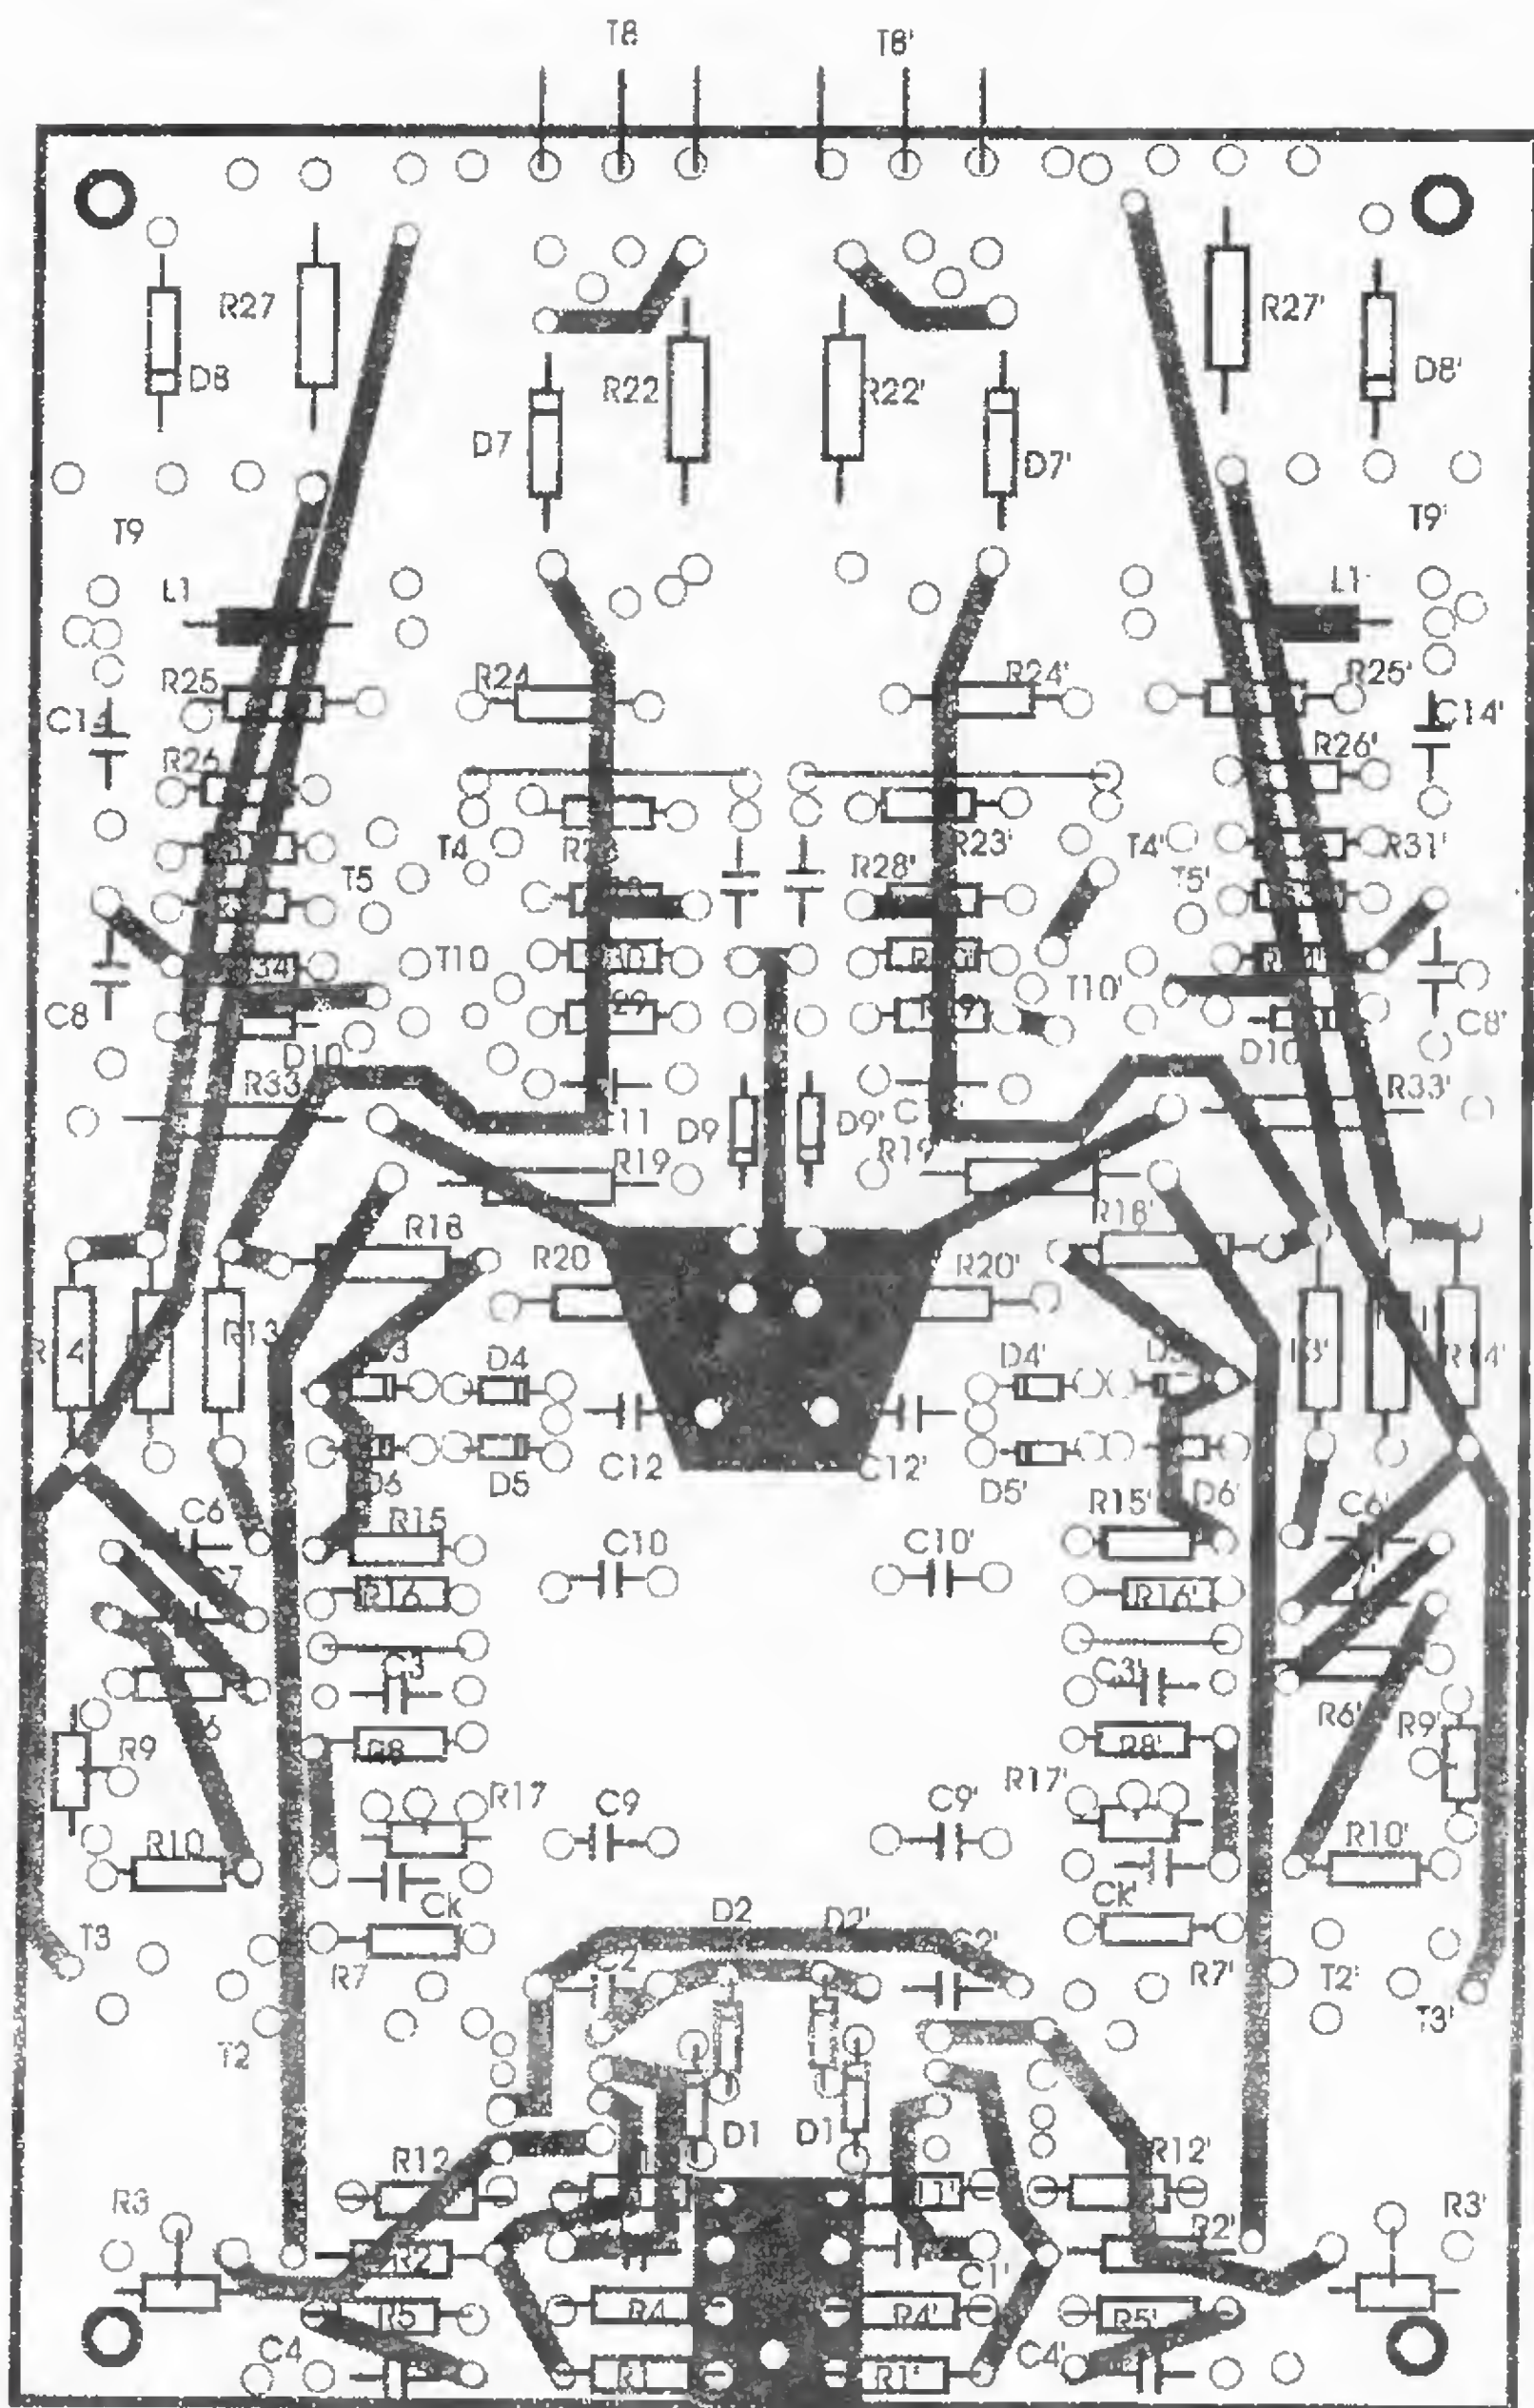 T8 T8'
R27 R27'
D8 R22 R22' D8'
D7 D7'
T9 T9'
L1 L1
R25 R24 R24' R25'
C14 C14'
R26 R26'
T4 R23' T4' R31'
T5 R28' T5'
T10 T10'
C8 C8'
D10 D10
R33 R33'
D9 D9'
R19 R19'
R18 R18'
R20 R20'
R13 R14'
D4 D4'
D6 D5 C12 C12' D5' D6'
C6 R15 R15' C6'
C10 C10'
R16 R16'
C3 C3'
R6'
R9 R8 R8' R9'
R17 C9 C9' R17'
R10 R10'
Ck Ck
D2 D2'
T3 C2 C2'
R7 R7' T2'
T2 T3'
D1 D1
R12 R12'
R3 R3'
R2 R2'
C1'
R5 R4 R4' R5'
C4 C4'
R1 R1'